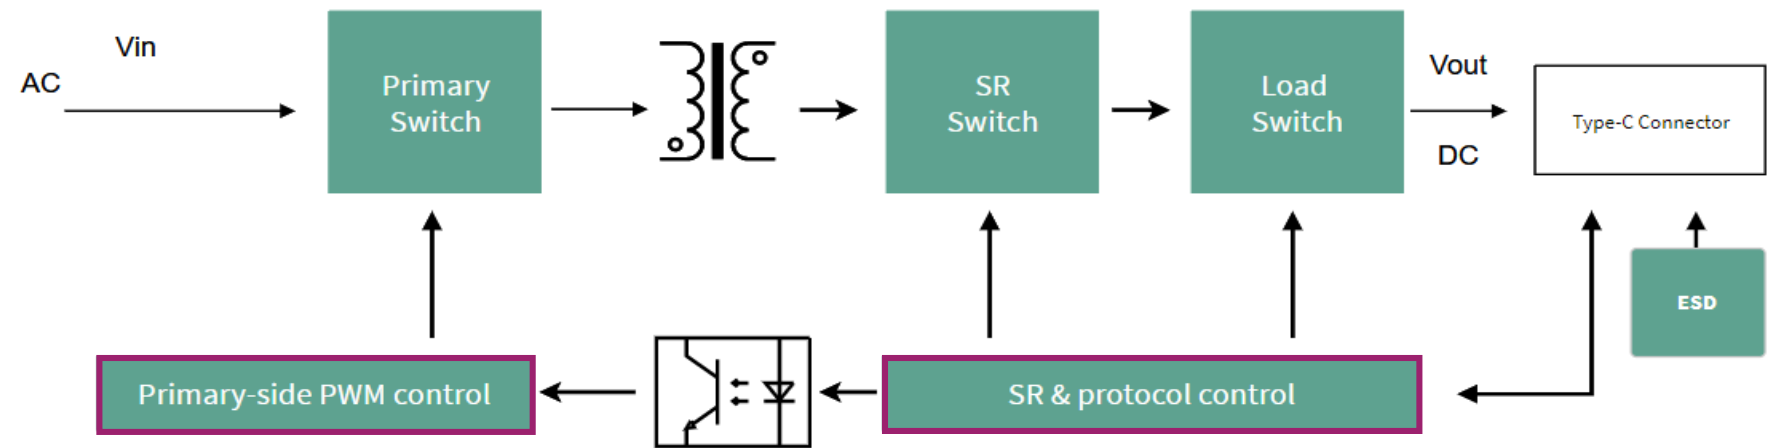 Vin
AC
Primary
Switch
SR
Switch
Load
Switch
Vout
DC
Type-C Connector
ESD
Primary-side PWM control
SR & protocol control